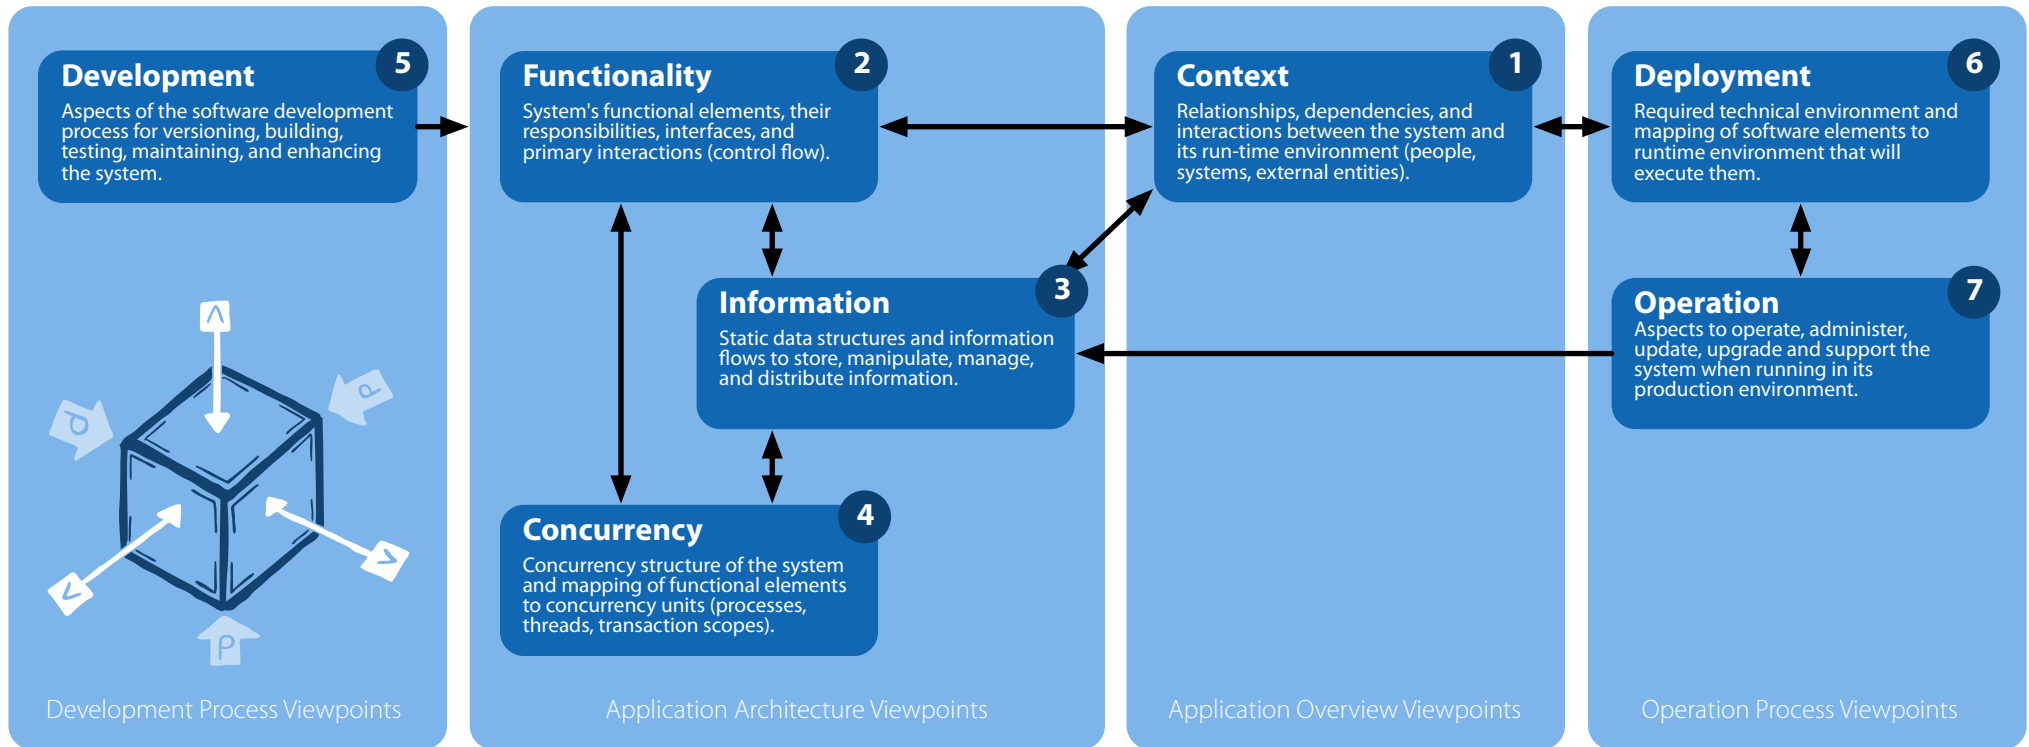 Development
5
Aspects of the software development
process for versioning, building,
testing, maintaining, and enhancing
the system.
Functionality
2
System's functional elements, their
responsibilities, interfaces, and
primary interactions (control flow).
Context
1
Relationships, dependencies, and
interactions between the system and
its run-time environment (people,
systems, external entities).
Deployment
6
Required technical environment and
mapping of software elements to
runtime environment that will
execute them.
Information
3
Static data structures and information
flows to store, manipulate, manage,
and distribute information.
Operation
7
Aspects to operate, administer,
update, upgrade and support the
system when running in its
production environment.
Concurrency
4
Concurrency structure of the system
and mapping of functional elements
to concurrency units (processes,
threads, transaction scopes).
V
P
P
V
V
P
Development Process Viewpoints
Application Architecture Viewpoints
Application Overview Viewpoints
Operation Process Viewpoints